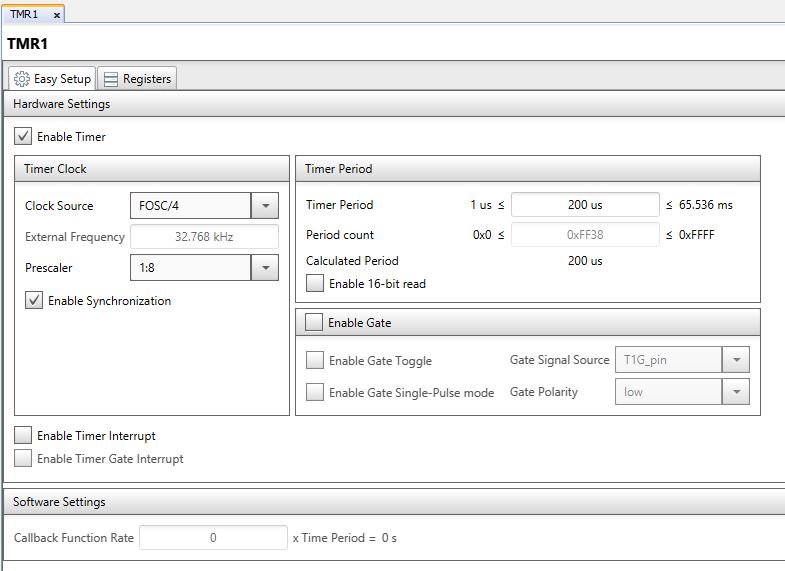 TMR1 x
TMR1
Easy Setup Registers
Hardware Settings
Enable Timer
Timer Clock
Clock Source FOSC/4
External Frequency 32.768 kHz
Prescaler 1:8
Enable Synchronization
Timer Period
Timer Period 1 us ≤ 200 us ≤ 65.536 ms
Period count 0x0 ≤ 0xFF38 ≤ 0xFFFF
Calculated Period 200 us
Enable 16-bit read
Enable Gate
Enable Gate Toggle Gate Signal Source T1G_pin
Enable Gate Single-Pulse mode Gate Polarity low
Enable Timer Interrupt
Enable Timer Gate Interrupt
Software Settings
Callback Function Rate 0 x Time Period = 0 s